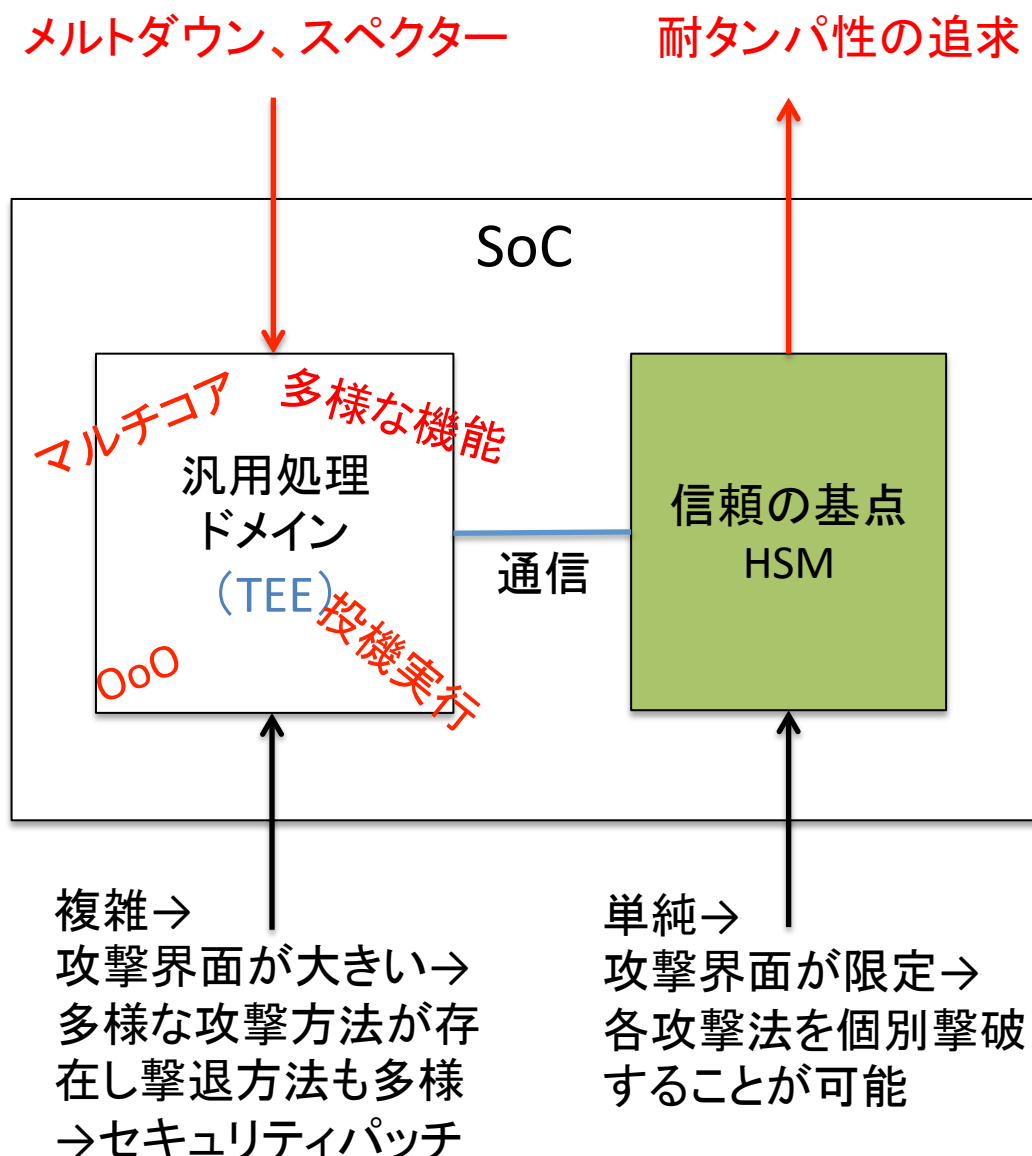 メルトダウン、スペクター
耐タンパ性の追求
SoC
マルチコア
多様な機能
汎用処理
ドメイン
（TEE）
投機実行
OoO
通信
信頼の基点
HSM
複雑→
攻撃界面が大きい→
多様な攻撃方法が存
在し撃退方法も多様
→セキュリティパッチ
単純→
攻撃界面が限定→
各攻撃法を個別撃破
することが可能